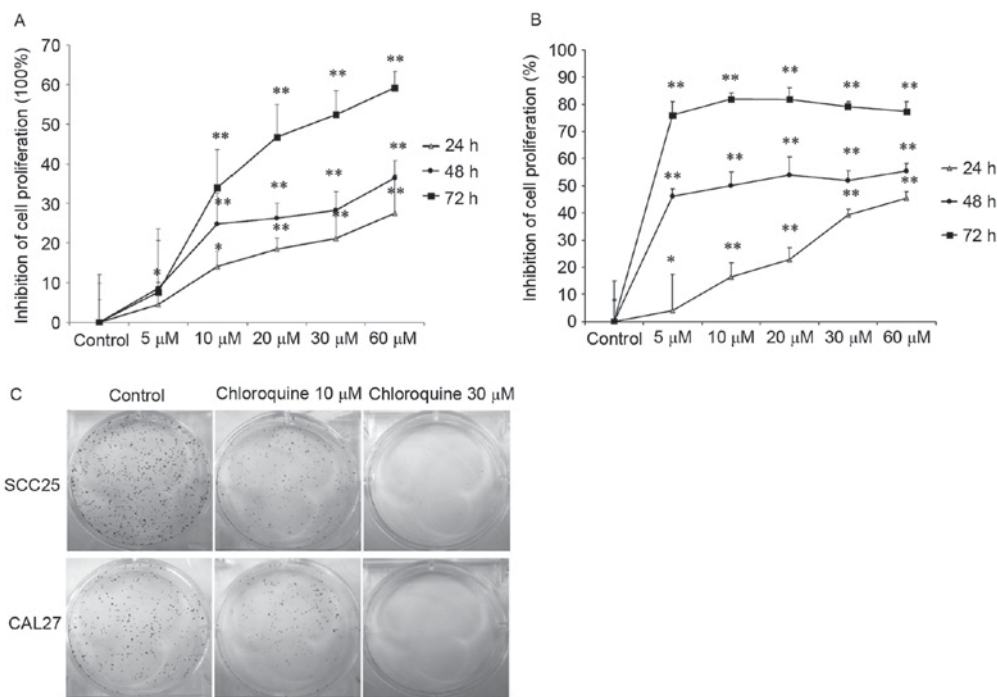 A
Inhibition of cell proliferation (100%)
70
60
50
40
30
20
10
0
Control 5 μM 10 μM 20 μM 30 μM 60 μM
* ** ** ** **
** ** ** **
* ** ** **
24 h
48 h
72 h
B
Inhibition of cell proliferation (%)
100
90
80
70
60
50
40
30
20
10
0
Control 5 μM 10 μM 20 μM 30 μM 60 μM
** ** ** ** **
** ** ** ** **
* ** ** ** **
24 h
48 h
72 h
C
Control Chloroquine 10 μM Chloroquine 30 μM
SCC25
CAL27